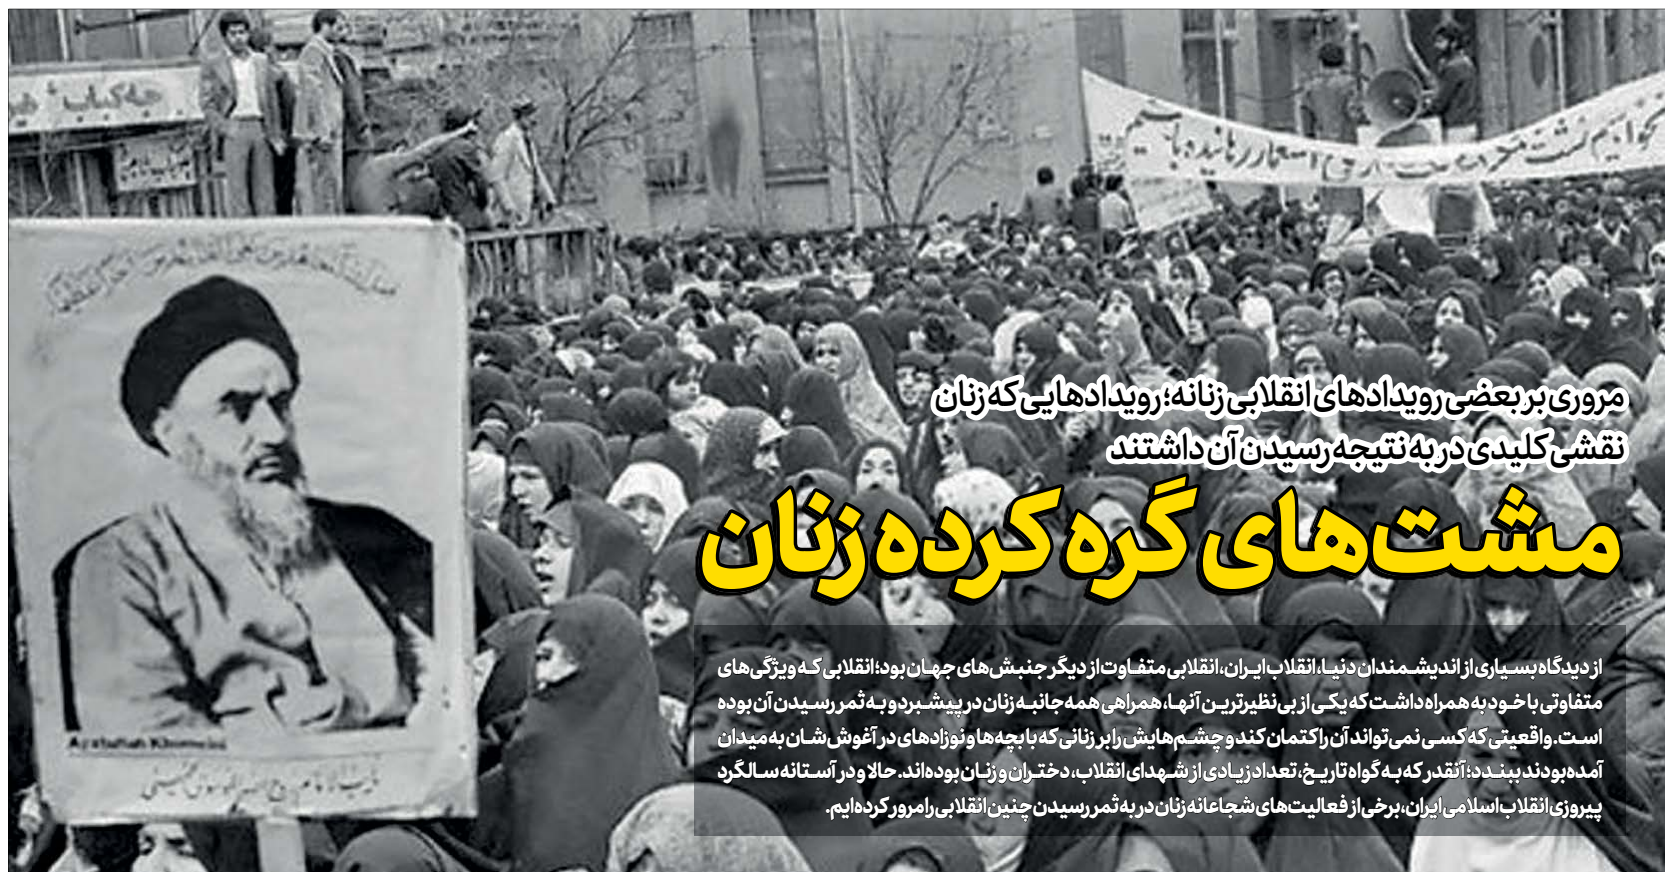 مروری بر بعضی رویدادهای انقلابی زنانه؛ رویدادهایی که زنان
نقشی کلیدی در به نتیجه رسیدن آن داشتند
مشت‌های گره کرده زنان
از دیدگاه بسیاری از اندیشمندان دنیا، انقلاب ایران، انقلابی متفاوت از دیگر جنبش‌های جهان بود؛ انقلابی که ویژگی‌های
متفاوتی با خود به همراه داشت که یکی از بی‌نظیرترین آنها، همراهی همه جانبه زنان در پیشبرد و به ثمر رسیدن آن بوده
است. واقعیتی که کسی نمی‌تواند آن را کتمان کند و چشم‌هایش را بر زنانی که با بچه‌ها و نوزادهای در آغوش‌شان به میدان
آمده بودند ببندد؛ آنقدر که به گواه تاریخ، تعداد زیادی از شهدای انقلاب، دختران و زنان بوده‌اند. حالا و در آستانه سالگرد
پیروزی انقلاب اسلامی ایران، برخی از فعالیت‌های شجاعانه زنان در به ثمر رسیدن چنین انقلابی را مرور کرده‌ایم.
Ayatollah Khomeini